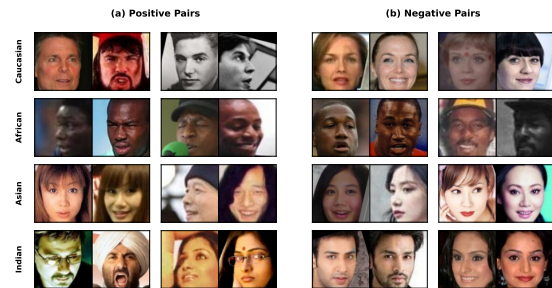 (a) Positive Pairs
(b) Negative Pairs
Caucasian
African
Asian
Indian